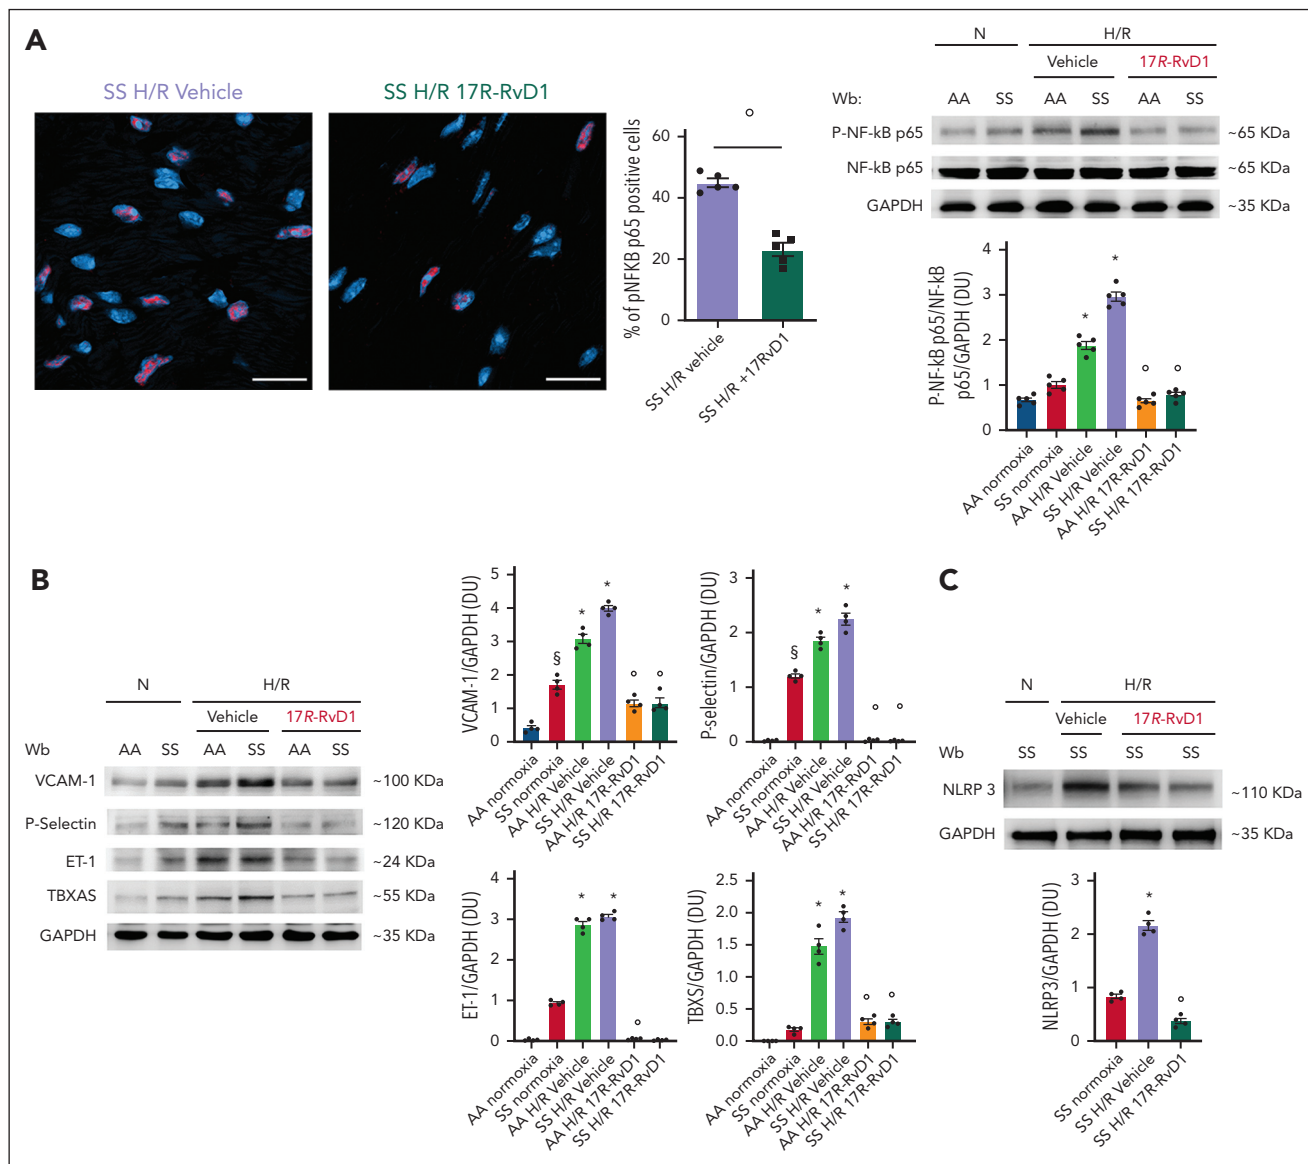 A
SS H/R Vehicle
SS H/R 17R-RvD1
% of pNFKB p65 positive cells
60
40
20
0
SS H/R vehicle
SS H/R +17RvD1
N
H/R
Vehicle
17R-RvD1
Wb:
AA SS AA SS AA SS
P-NF-kB p65
~65 KDa
NF-kB p65
~65 KDa
GAPDH
~35 KDa
P-NF-kB p65/NF-kB
p65/GAPDH (DU)
4
3
2
1
0
*
*
AA normoxia
SS normoxia
AA H/R Vehicle
SS H/R Vehicle
AA H/R 17R-RvD1
SS H/R 17R-RvD1
B
N
H/R
Vehicle
17R-RvD1
Wb
AA SS AA SS AA SS
VCAM-1
~100 KDa
P-Selectin
~120 KDa
ET-1
~24 KDa
TBXAS
~55 KDa
GAPDH
~35 KDa
VCAM-1/GAPDH (DU)
5
4
3
2
1
0
§
*
*
AA normoxia
SS normoxia
AA H/R Vehicle
SS H/R Vehicle
AA H/R 17R-RvD1
SS H/R 17R-RvD1
P-selectin/GAPDH (DU)
3
2
1
0
§
*
*
AA normoxia
SS normoxia
AA H/R Vehicle
SS H/R Vehicle
AA H/R 17R-RvD1
SS H/R 17R-RvD1
ET-1/GAPDH (DU)
4
3
2
1
0
*
*
AA normoxia
SS normoxia
AA H/R Vehicle
SS H/R Vehicle
AA H/R 17R-RvD1
SS H/R 17R-RvD1
TBXS/GAPDH (DU)
2.5
2.0
1.5
1.0
0.5
0.0
*
*
AA normoxia
SS normoxia
AA H/R Vehicle
SS H/R Vehicle
AA H/R 17R-RvD1
SS H/R 17R-RvD1
C
N
H/R
Vehicle
17R-RvD1
Wb
SS SS SS SS
NLRP 3
~110 KDa
GAPDH
~35 KDa
NLRP3/GAPDH (DU)
3
2
1
0
*
SS normoxia
SS H/R Vehicle
SS H/R 17R-RvD1